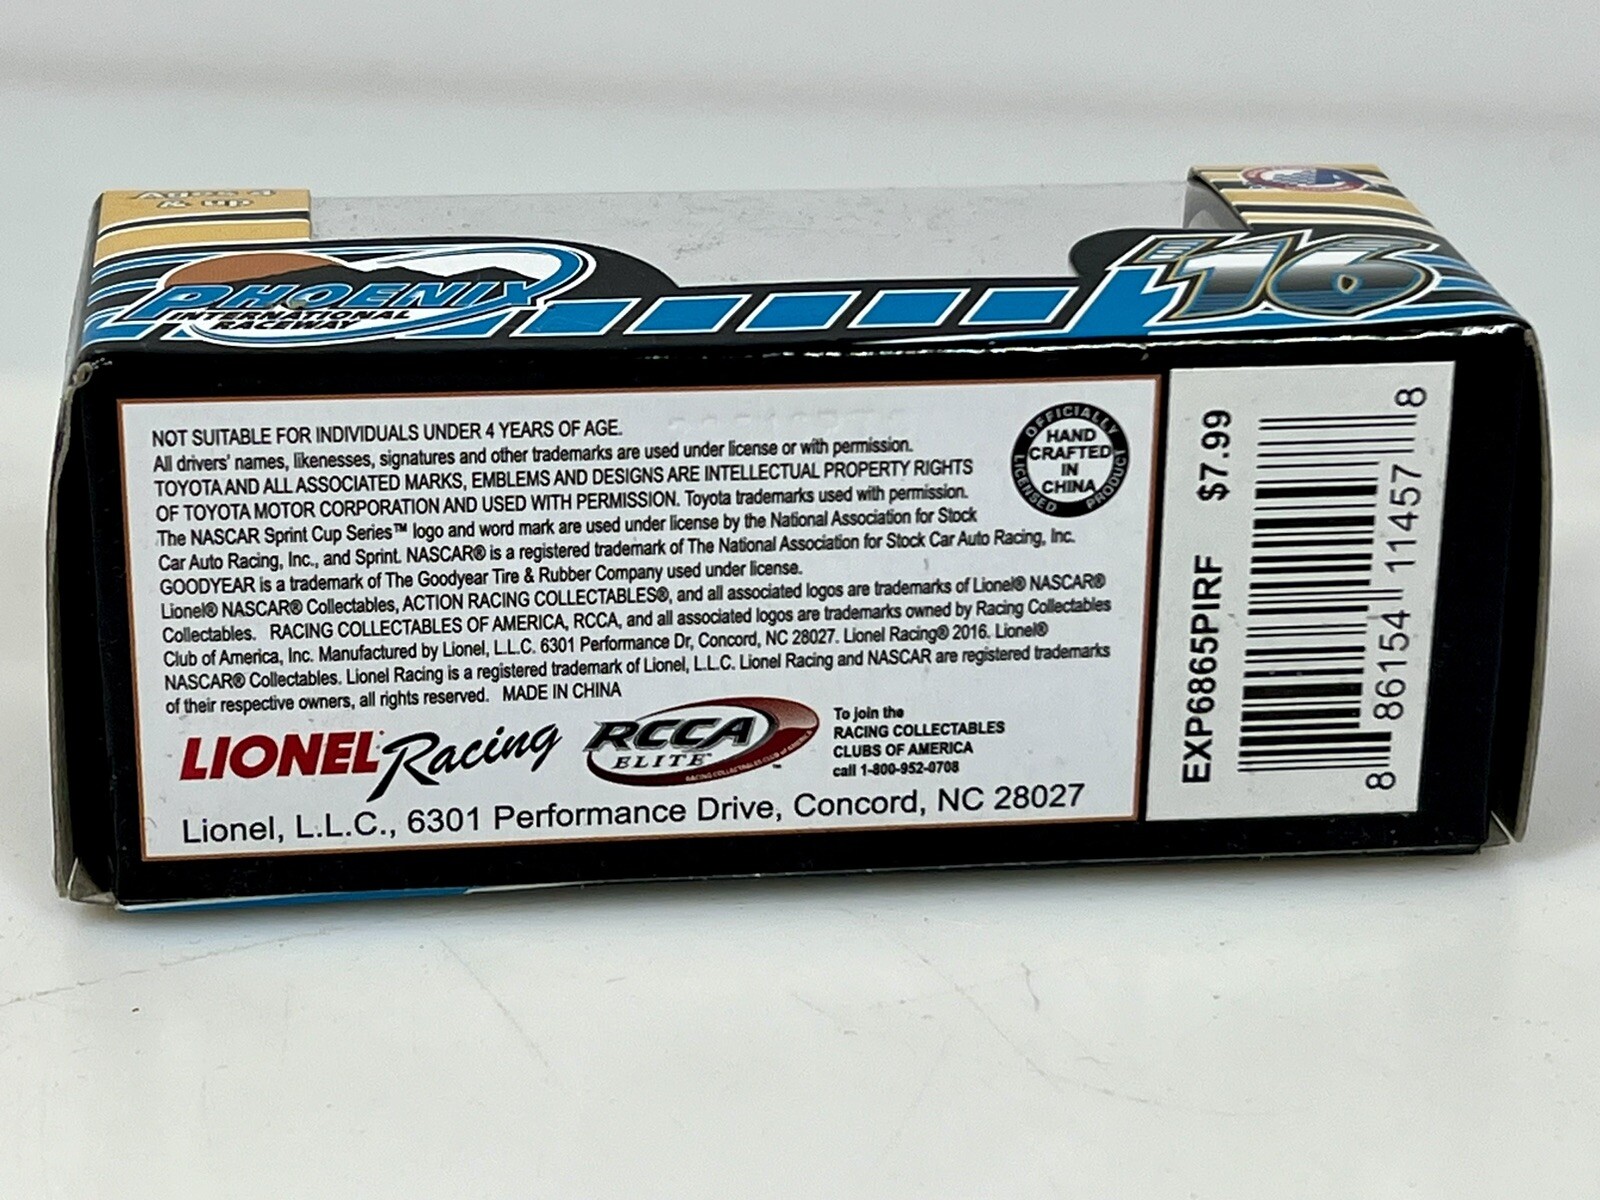 Ages 4
& up
PHOENIX
INTERNATIONAL
RACEWAY
'16
NOT SUITABLE FOR INDIVIDUALS UNDER 4 YEARS OF AGE.
All drivers' names, likenesses, signatures and other trademarks are used under license or with permission.
TOYOTA AND ALL ASSOCIATED MARKS, EMBLEMS AND DESIGNS ARE INTELLECTUAL PROPERTY RIGHTS
OF TOYOTA MOTOR CORPORATION AND USED WITH PERMISSION. Toyota trademarks used with permission.
The NASCAR Sprint Cup Series™ logo and word mark are used under license by the National Association for Stock
Car Auto Racing, Inc., and Sprint. NASCAR® is a registered trademark of The National Association for Stock Car Auto Racing, Inc.
GOODYEAR is a trademark of The Goodyear Tire & Rubber Company used under license.
Lionel® NASCAR® Collectables, ACTION RACING COLLECTABLES®, and all associated logos are trademarks of Lionel® NASCAR®
Collectables. RACING COLLECTABLES OF AMERICA, RCCA, and all associated logos are trademarks owned by Racing Collectables
Club of America, Inc. Manufactured by Lionel, L.L.C. 6301 Performance Dr, Concord, NC 28027. Lionel Racing® 2016. Lionel®
NASCAR® Collectables. Lionel Racing is a registered trademark of Lionel, L.L.C. Lionel Racing and NASCAR are registered trademarks
of their respective owners, all rights reserved. MADE IN CHINA
OFFICIALLY
HAND
CRAFTED
IN
CHINA
LICENSED PRODUCT
LIONEL Racing
RCCA
ELITE
RACING COLLECTABLES CLUB OF AMERICA
™
To join the
RACING COLLECTABLES
CLUBS OF AMERICA
call 1-800-952-0708
Lionel, L.L.C., 6301 Performance Drive, Concord, NC 28027
EXP6865PIRF $7.99
8 86154 11457 8